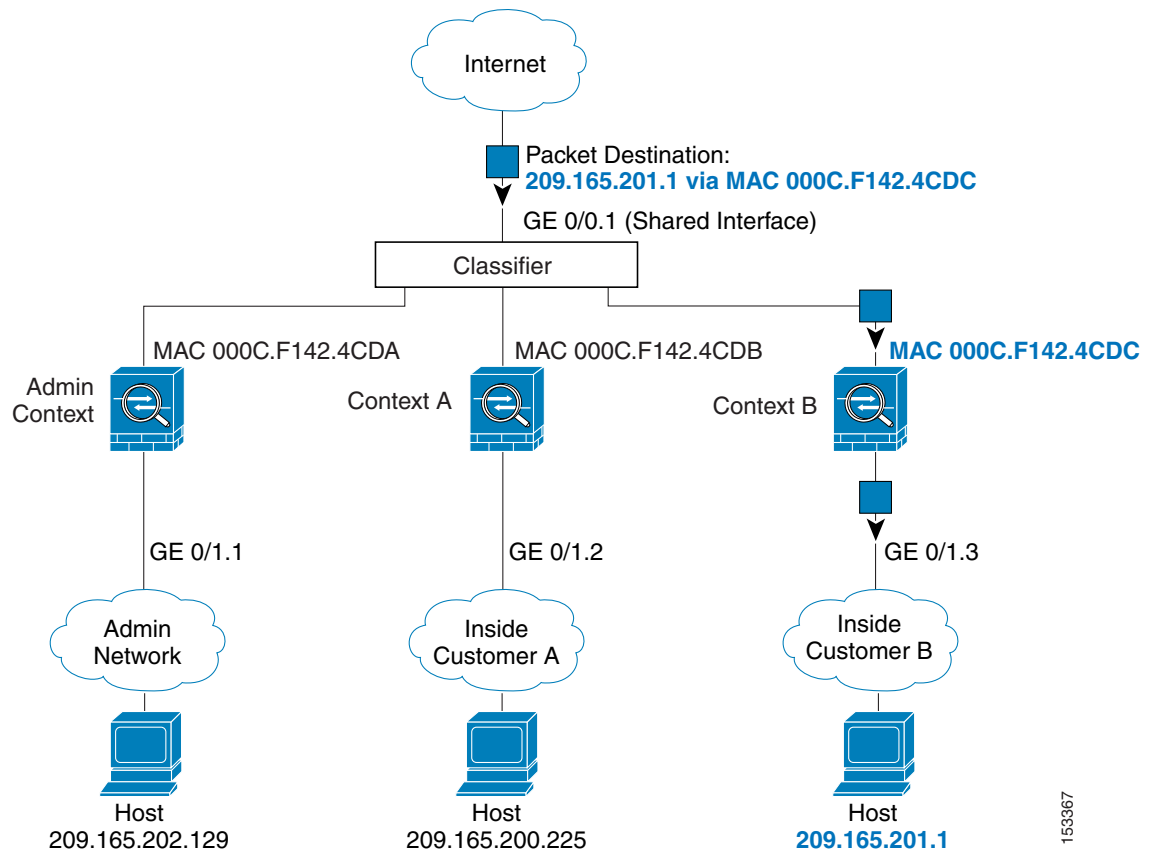 Internet
Packet Destination:
209.165.201.1 via MAC 000C.F142.4CDC
GE 0/0.1 (Shared Interface)
Classifier
MAC 000C.F142.4CDA
MAC 000C.F142.4CDB
MAC 000C.F142.4CDC
Admin
Context
Context A
Context B
GE 0/1.1
GE 0/1.2
GE 0/1.3
Admin
Network
Inside
Customer A
Inside
Customer B
Host
209.165.202.129
Host
209.165.200.225
Host
209.165.201.1
153367